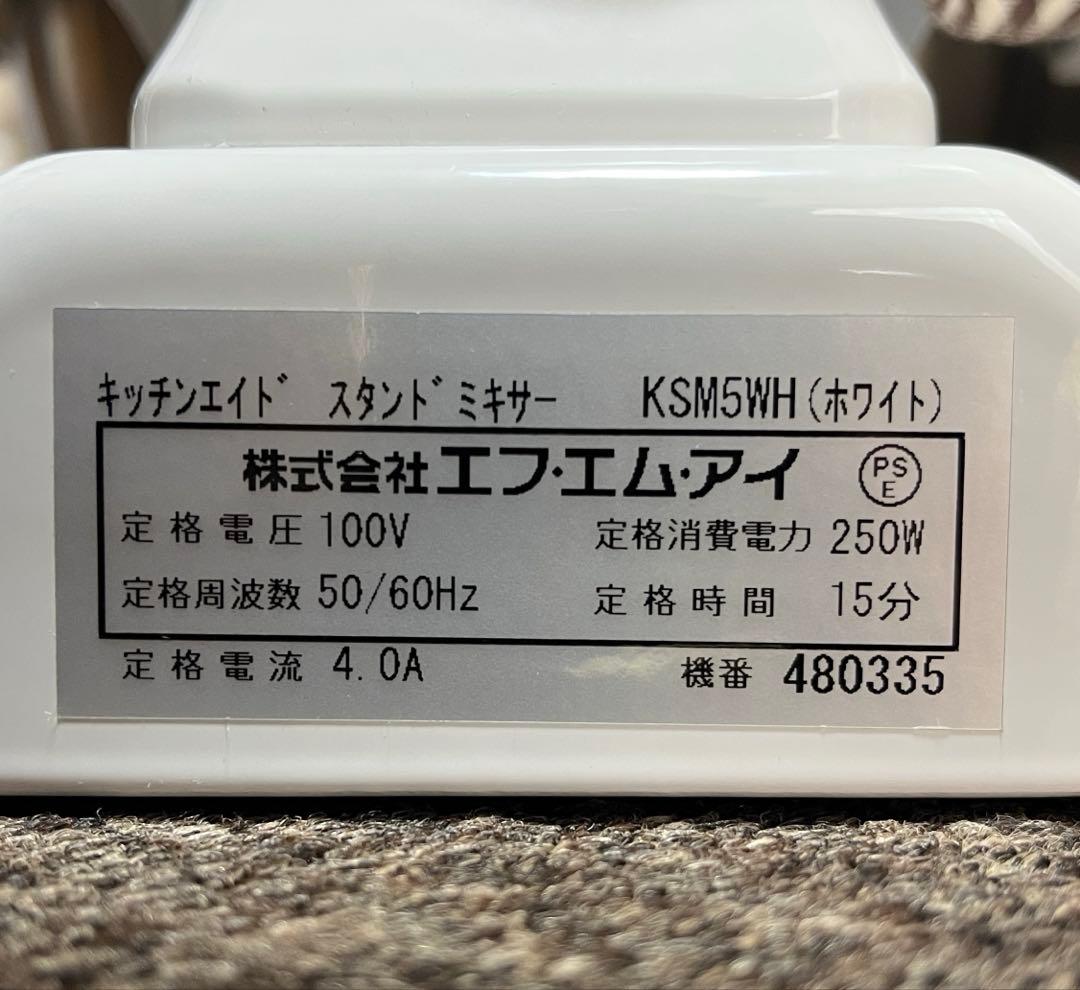 キッチンエイド スタンドミキサー KSM5WH(ホワイト)
株式会社エフ・エム・アイ PSE
定格電圧 100V 定格消費電力 250W
定格周波数 50/60Hz 定格時間 15分
定格電流 4.0A 機番 480335